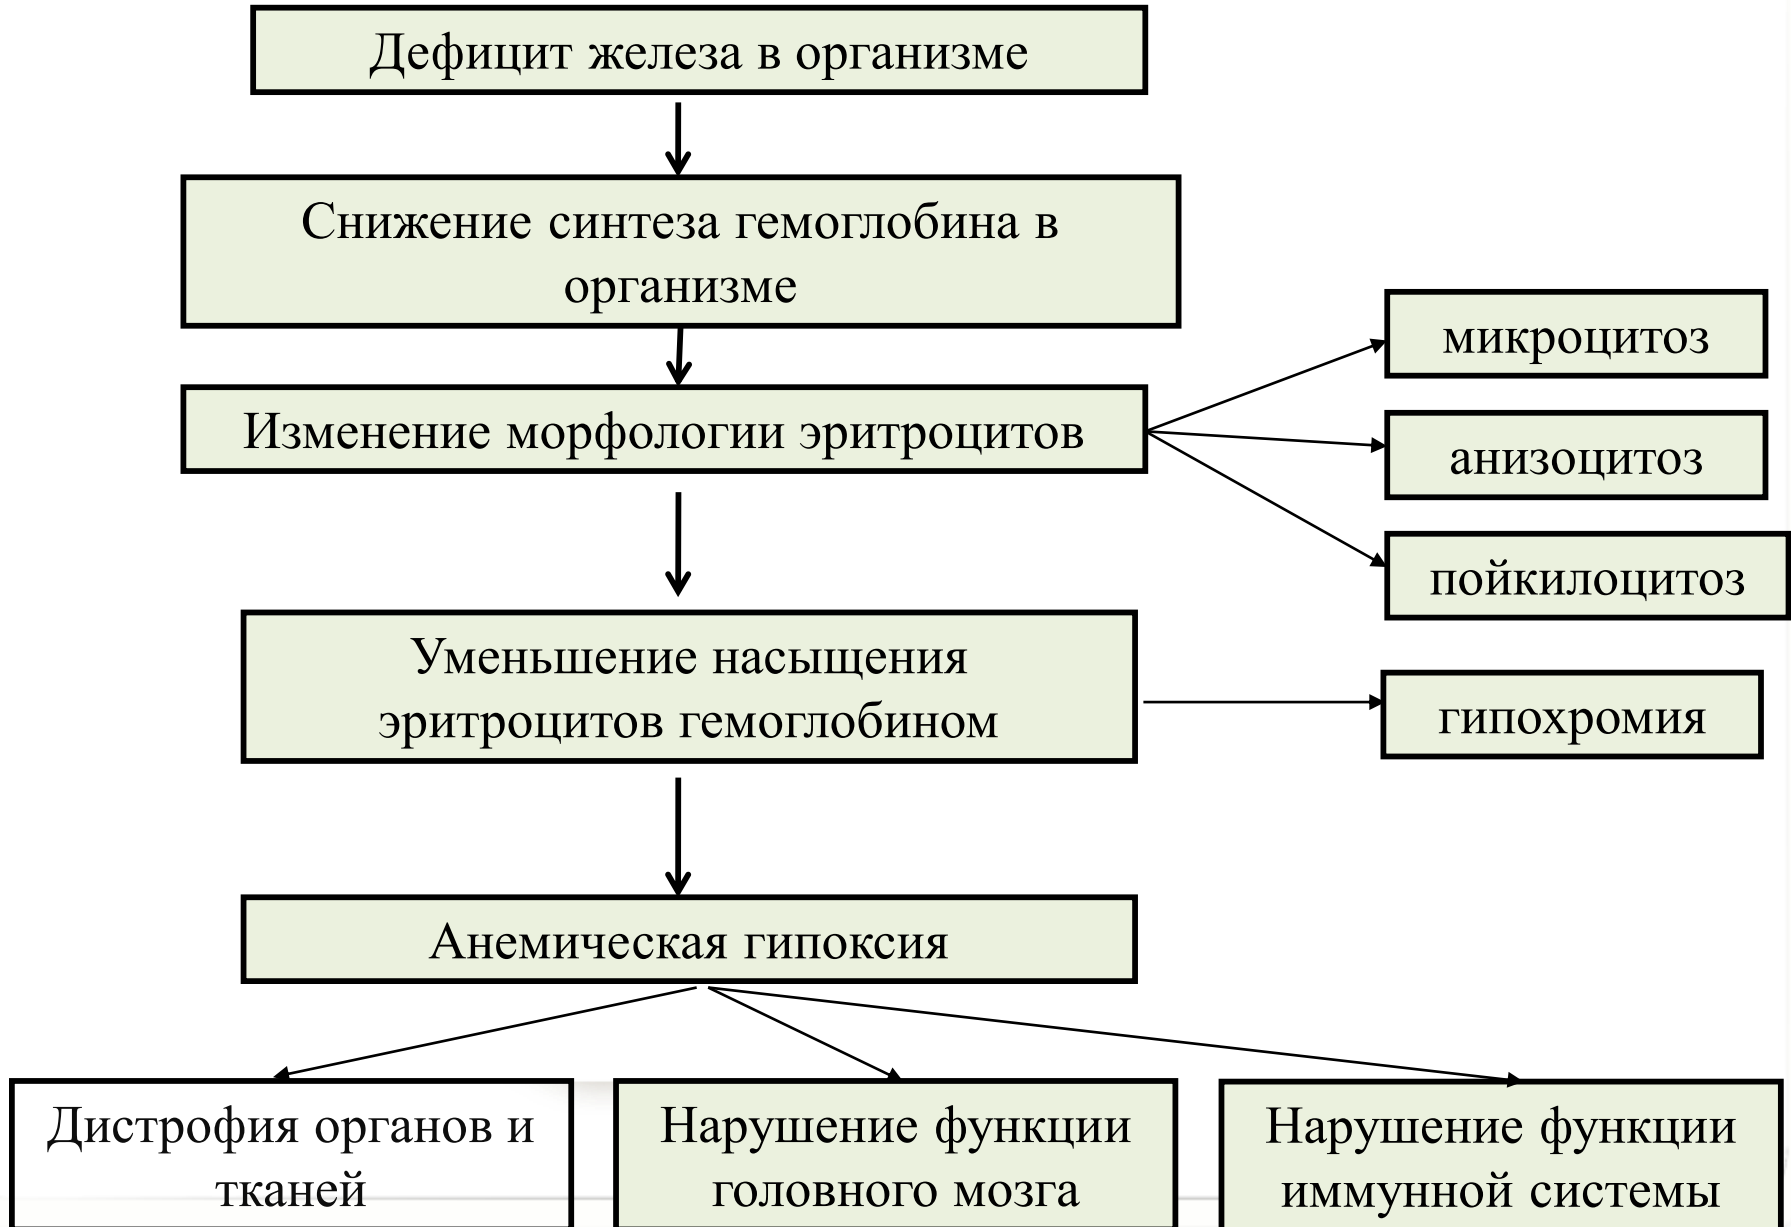 Дефицит железа в организме
Снижение синтеза гемоглобина в
организме
Изменение морфологии эритроцитов
микроцитоз
анизоцитоз
пойкилоцитоз
Уменьшение насыщения
эритроцитов гемоглобином
гипохромия
Анемическая гипоксия
Дистрофия органов и
тканей
Нарушение функции
головного мозга
Нарушение функции
иммунной системы